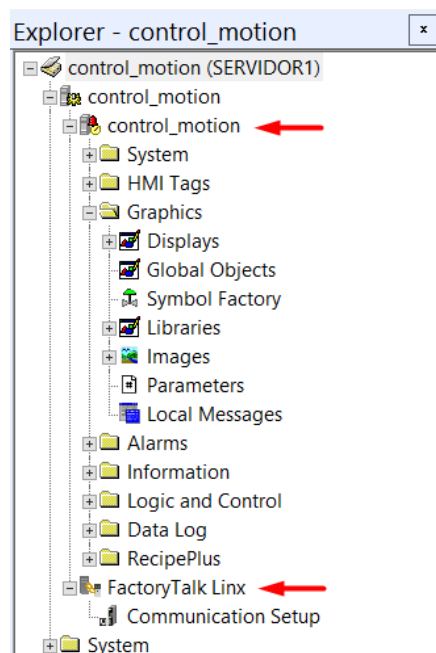 Explorer - control_motion x
control_motion (SERVIDOR1)
control_motion
control_motion
System
HMI Tags
Graphics
Displays
Global Objects
Symbol Factory
Libraries
Images
Parameters
Local Messages
Alarms
Information
Logic and Control
Data Log
RecipePlus
FactoryTalk Linx
Communication Setup
System